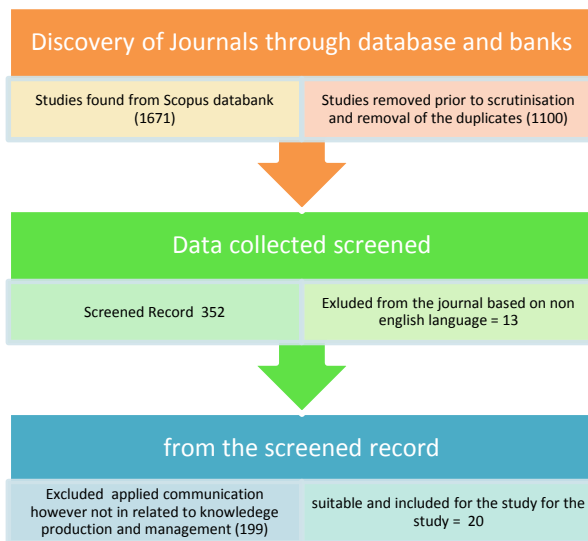 Discovery of Journals through database and banks
Studies found from Scopus databank
(1671)
Studies removed prior to scrutinisation
and removal of the duplicates (1100)
Data collected screened
Screened Record 352
Exluded from the journal based on non
english language = 13
from the screened record
Excluded applied communication
however not in related to knowledege
production and management (199)
suitable and included for the study for the
study = 20